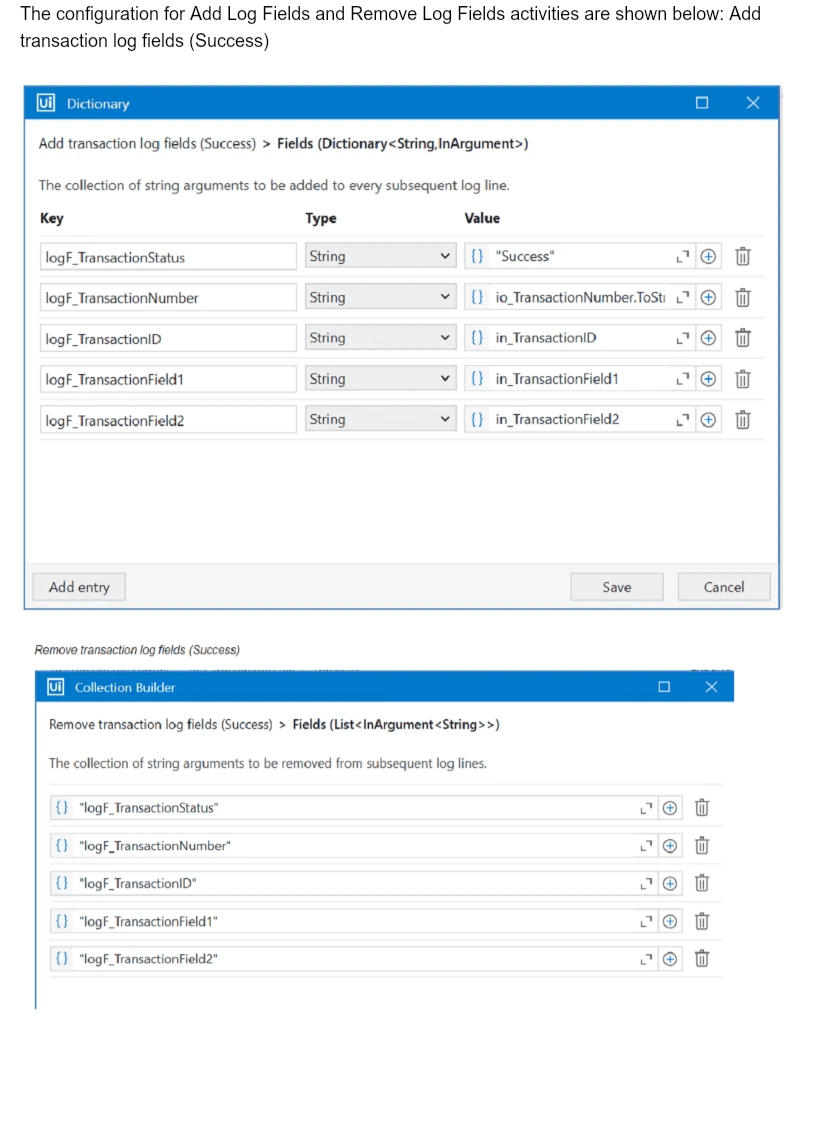 The configuration for Add Log Fields and Remove Log Fields activities are shown below: Add
transaction log fields (Success)
Ui Dictionary
Add transaction log fields (Success) > Fields (Dictionary<String,InArgument>)
The collection of string arguments to be added to every subsequent log line.
Key Type Value
logF_TransactionStatus String {} "Success"
logF_TransactionNumber String {} io_TransactionNumber.ToStr
logF_TransactionID String {} in_TransactionID
logF_TransactionField1 String {} in_TransactionField1
logF_TransactionField2 String {} in_TransactionField2
Add entry Save Cancel
Remove transaction log fields (Success)
Ui Collection Builder
Remove transaction log fields (Success) > Fields (List<InArgument<String>>)
The collection of string arguments to be removed from subsequent log lines.
{} "logF_TransactionStatus"
{} "logF_TransactionNumber"
{} "logF_TransactionID"
{} "logF_TransactionField1"
{} "logF_TransactionField2"